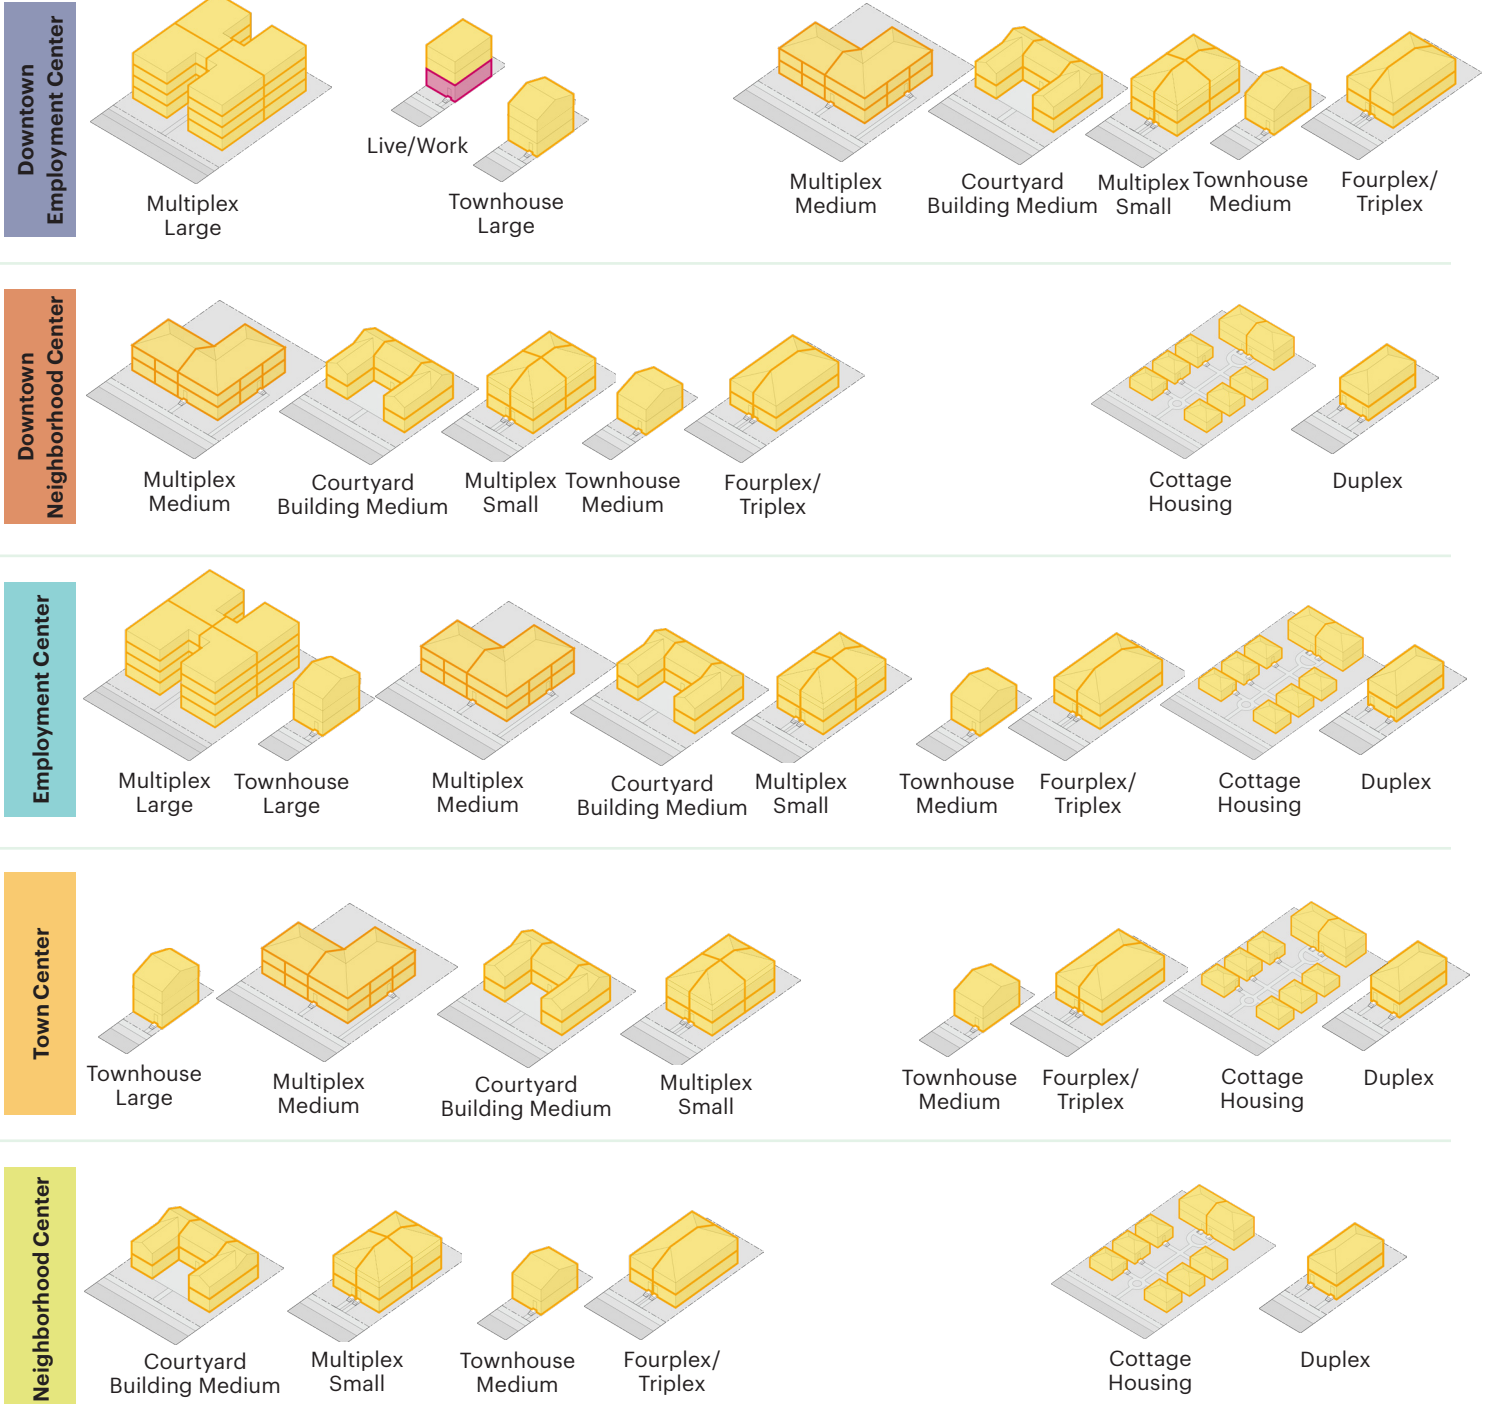 Downtown
Employment Center
Multiplex
Large
Live/Work
Townhouse
Large
Multiplex
Medium
Courtyard
Building Medium
Multiplex
Small
Townhouse
Medium
Fourplex/
Triplex
Downtown
Neighborhood Center
Multiplex
Medium
Courtyard
Building Medium
Multiplex
Small
Townhouse
Medium
Fourplex/
Triplex
Cottage
Housing
Duplex
Employment Center
Multiplex
Large
Townhouse
Large
Multiplex
Medium
Courtyard
Building Medium
Multiplex
Small
Townhouse
Medium
Fourplex/
Triplex
Cottage
Housing
Duplex
Town Center
Townhouse
Large
Multiplex
Medium
Courtyard
Building Medium
Multiplex
Small
Townhouse
Medium
Fourplex/
Triplex
Cottage
Housing
Duplex
Neighborhood Center
Courtyard
Building Medium
Multiplex
Small
Townhouse
Medium
Fourplex/
Triplex
Cottage
Housing
Duplex